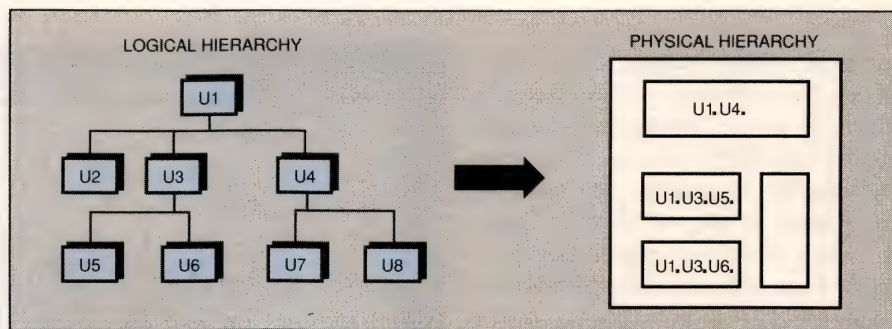 LOGICAL HIERARCHY
PHYSICAL HIERARCHY
U1
U2
U3
U4
U5
U6
U7
U8
U1.U4.
U1.U3.U5.
U1.U3.U6.